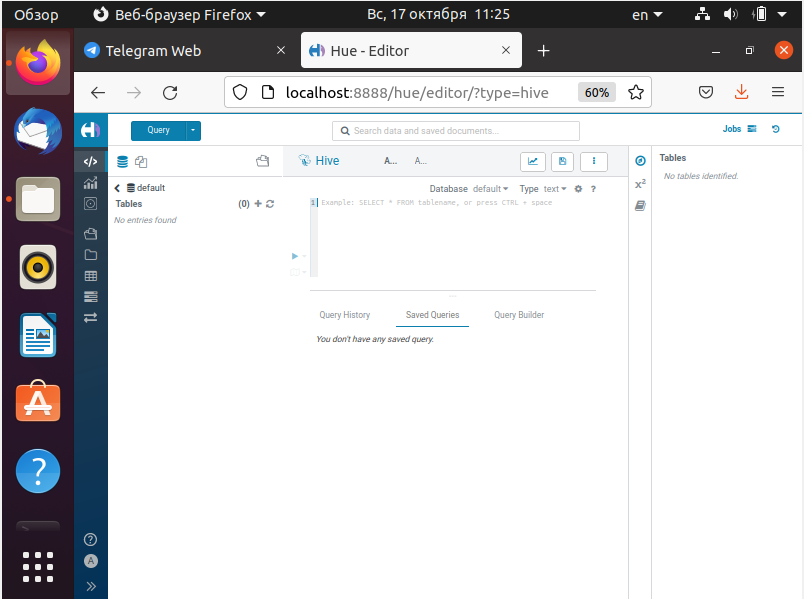 Обзор Веб-браузер Firefox Вс, 17 октября 11:25 en
Telegram Web Hue - Editor
localhost:8888/hue/editor/?type=hive 60%
Query Search data and saved documents... Jobs
Hive A... A... Tables
default Database default Type text ? No tables identified.
Tables (0) 1 Example: SELECT * FROM tablename, or press CTRL + space
No entries found
Query History Saved Queries Query Builder
You don't have any saved query.